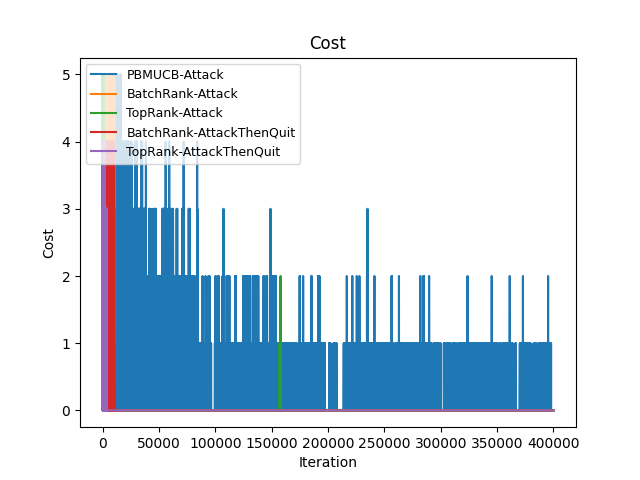 Cost
5
4
3
2
1
0
Cost
PBMUCB-Attack
BatchRank-Attack
TopRank-Attack
BatchRank-AttackThenQuit
TopRank-AttackThenQuit
0 50000 100000 150000 200000 250000 300000 350000 400000
Iteration